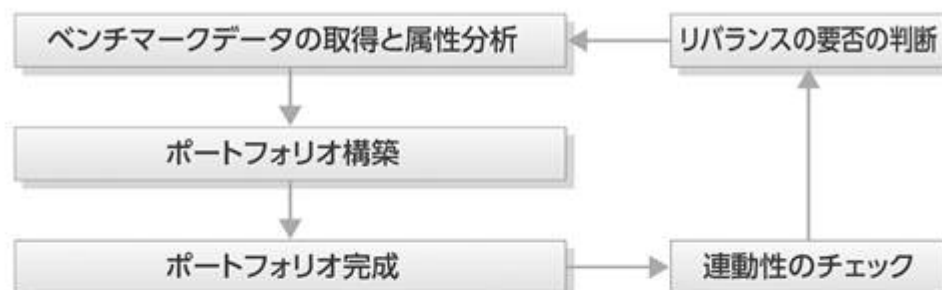 ベンチマークデータの取得と属性分析
リバランスの要否の判断
ポートフォリオ構築
ポートフォリオ完成
連動性のチェック